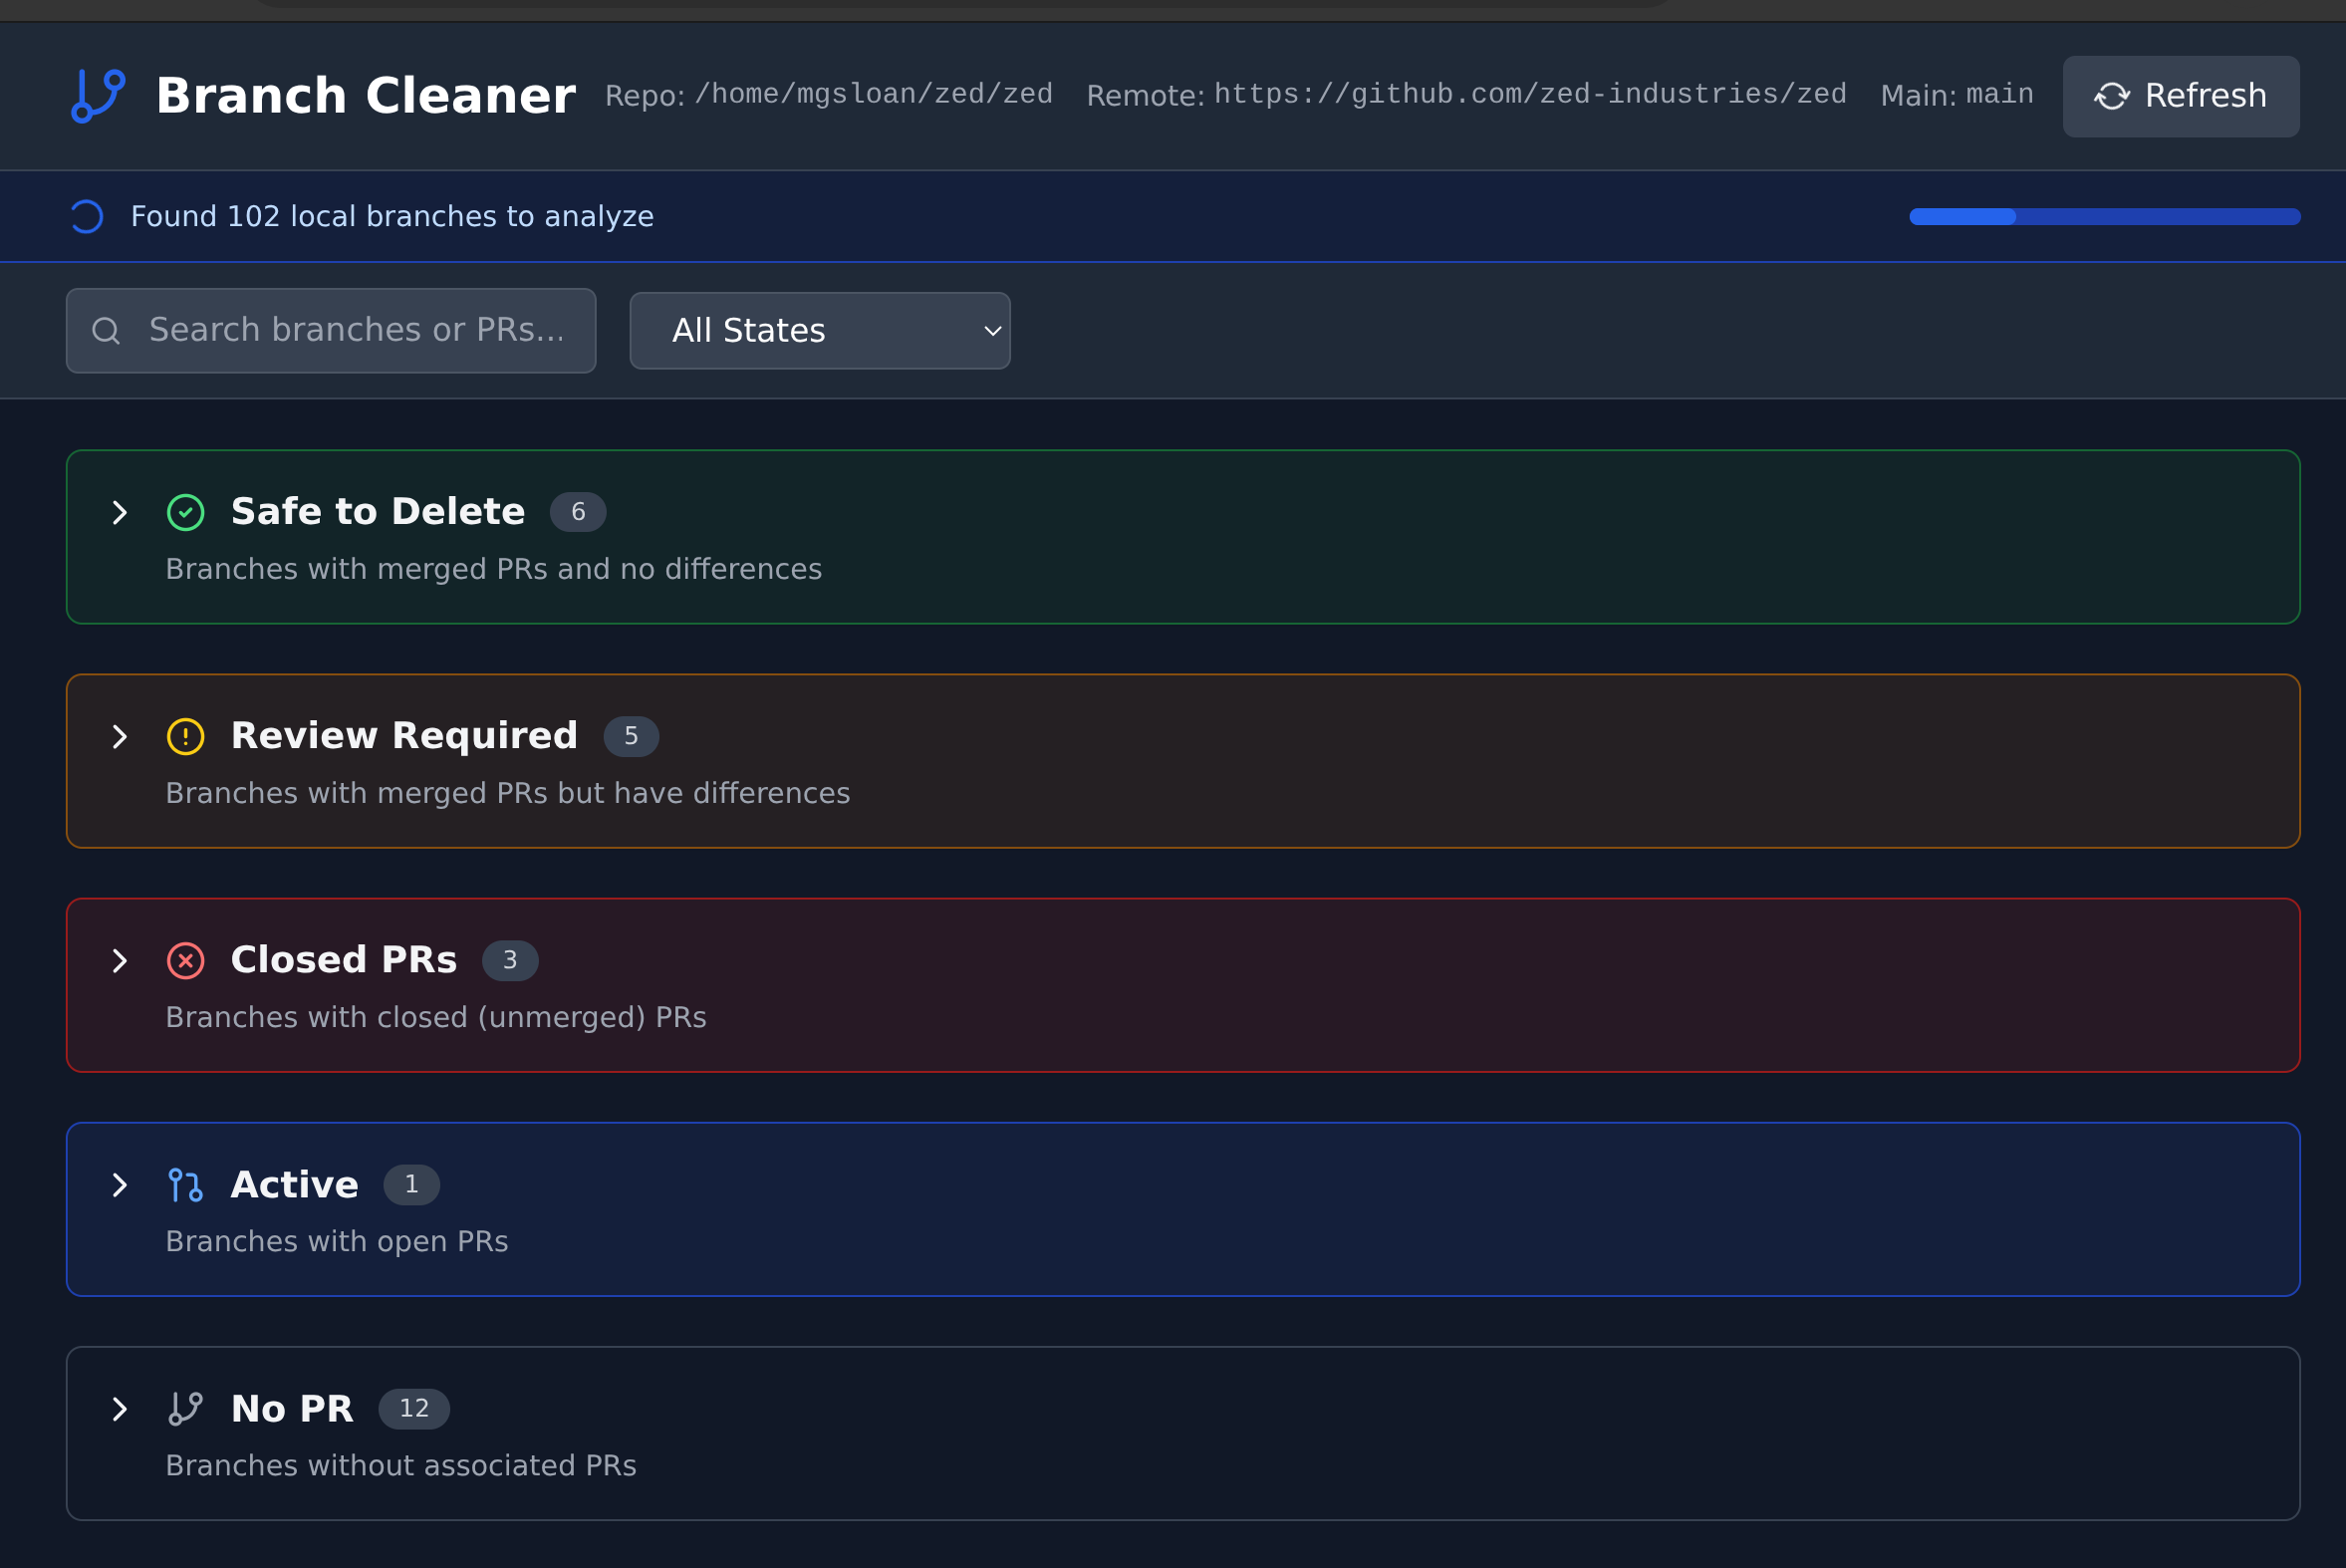 Branch Cleaner Repo: /home/mgsloan/zed/zed Remote: https://github.com/zed-industries/zed Main: main Refresh
Found 102 local branches to analyze
Search branches or PRs... All States
Safe to Delete 6
Branches with merged PRs and no differences
Review Required 5
Branches with merged PRs but have differences
Closed PRs 3
Branches with closed (unmerged) PRs
Active 1
Branches with open PRs
No PR 12
Branches without associated PRs